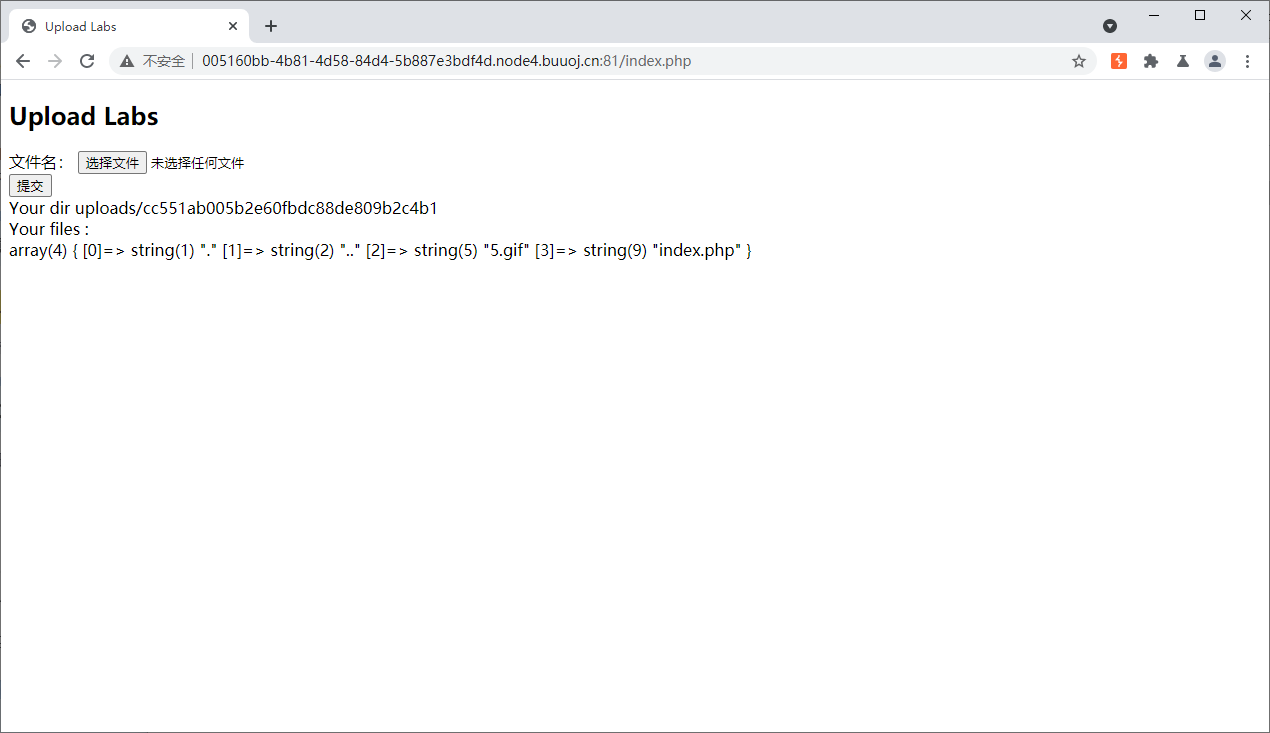 Upload Labs
不安全 005160bb-4b81-4d58-84d4-5b887e3bdf4d.node4.buuoj.cn:81/index.php
Upload Labs
文件名： 选择文件 未选择任何文件
提交
Your dir uploads/cc551ab005b2e60fbdc88de809b2c4b1
Your files :
array(4) { [0]=> string(1) "." [1]=> string(2) ".." [2]=> string(5) "5.gif" [3]=> string(9) "index.php" }